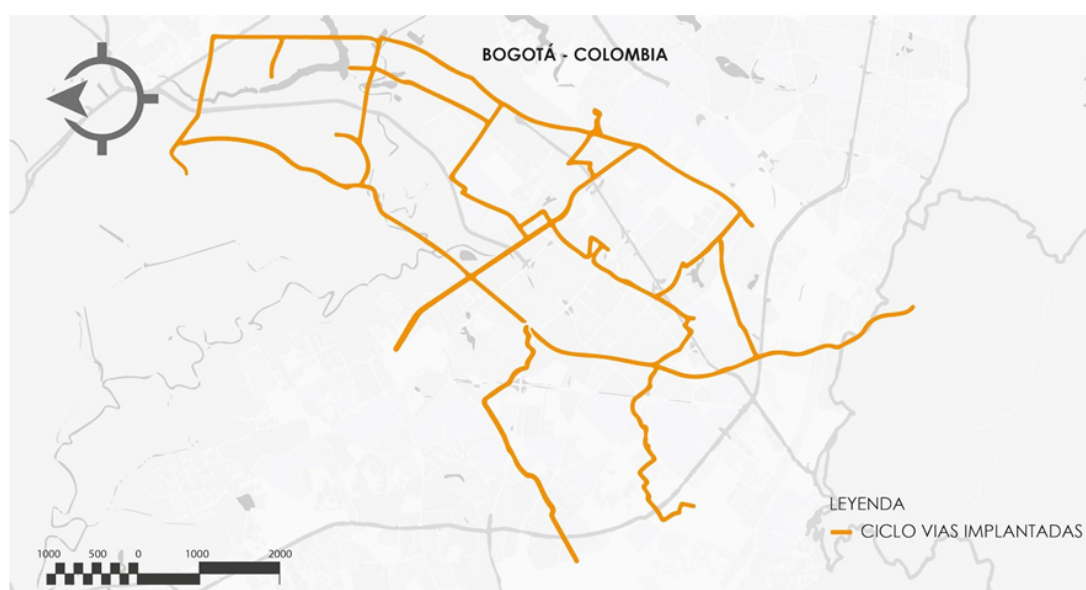 BOGOTÁ - COLOMBIA
LEYENDA
CICLO VIAS IMPLANTADAS
1000 500 0 1000 2000